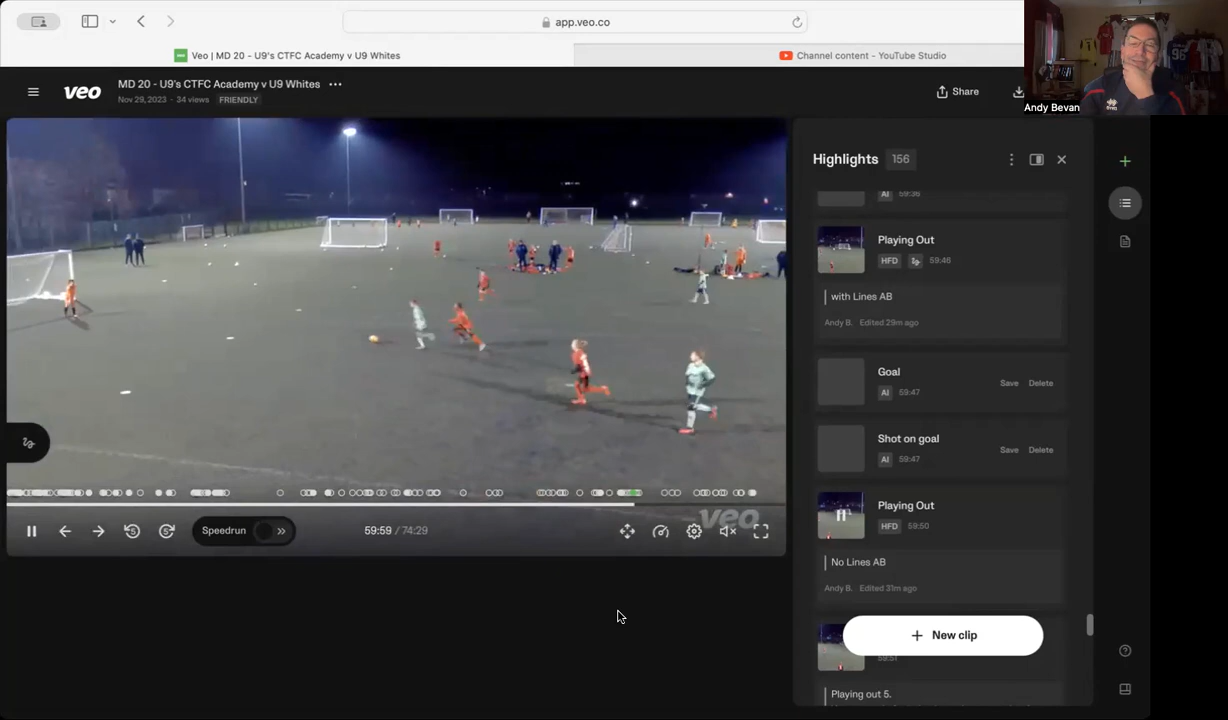 app.veo.co
Veo | MD 20 - U9's CTFC Academy v U9 Whites
Channel content - YouTube Studio
Andy Bevan
veo
MD 20 - U9's CTFC Academy v U9 Whites
Nov 29, 2023 • 34 views FRIENDLY
Share
Highlights 156
AI 59:36
Playing Out
HFD 59:46
with Lines AB
Andy B. Edited 29m ago
Goal
AI 59:47
Save Delete
Shot on goal
AI 59:47
Save Delete
Playing Out
HFD 59:50
No Lines AB
Andy B. Edited 31m ago
+ New clip
59:51
Playing out 5.
veo
5 5
Speedrun
59:59 / 74:29